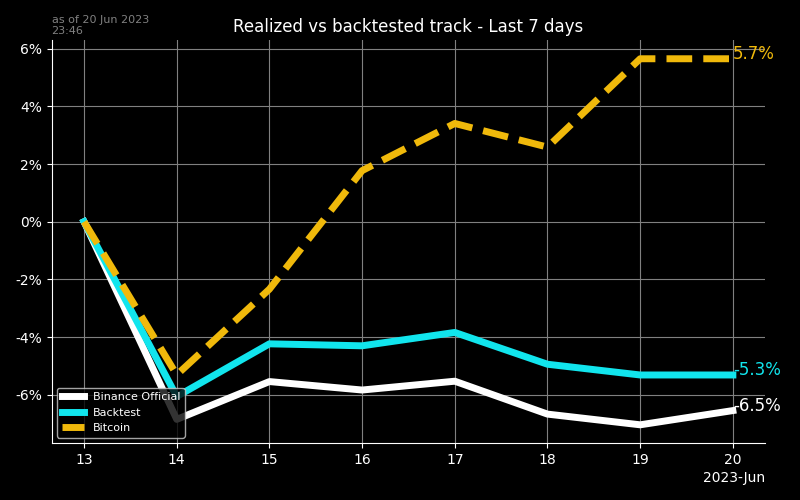 as of 20 Jun 2023
23:46
Realized vs backtested track - Last 7 days
6%
4%
2%
0%
-2%
-4%
-6%
5.7%
-5.3%
-6.5%
Binance Official
Backtest
Bitcoin
13 14 15 16 17 18 19 20
2023-Jun